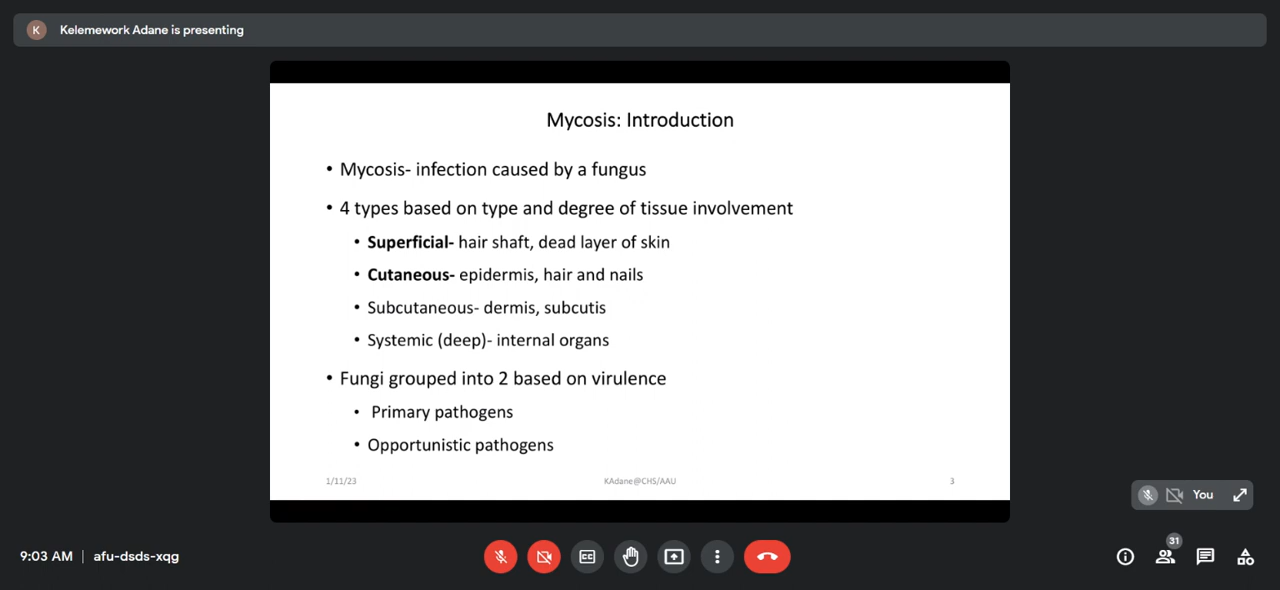 K
Kelemework Adane is presenting
Mycosis: Introduction
• Mycosis- infection caused by a fungus
• 4 types based on type and degree of tissue involvement
• Superficial- hair shaft, dead layer of skin
• Cutaneous- epidermis, hair and nails
• Subcutaneous- dermis, subcutis
• Systemic (deep)- internal organs
• Fungi grouped into 2 based on virulence
• Primary pathogens
• Opportunistic pathogens
1/11/23 KAdane@CHS/AAU 3
You
9:03 AM | afu-dsds-xqg
CC
31